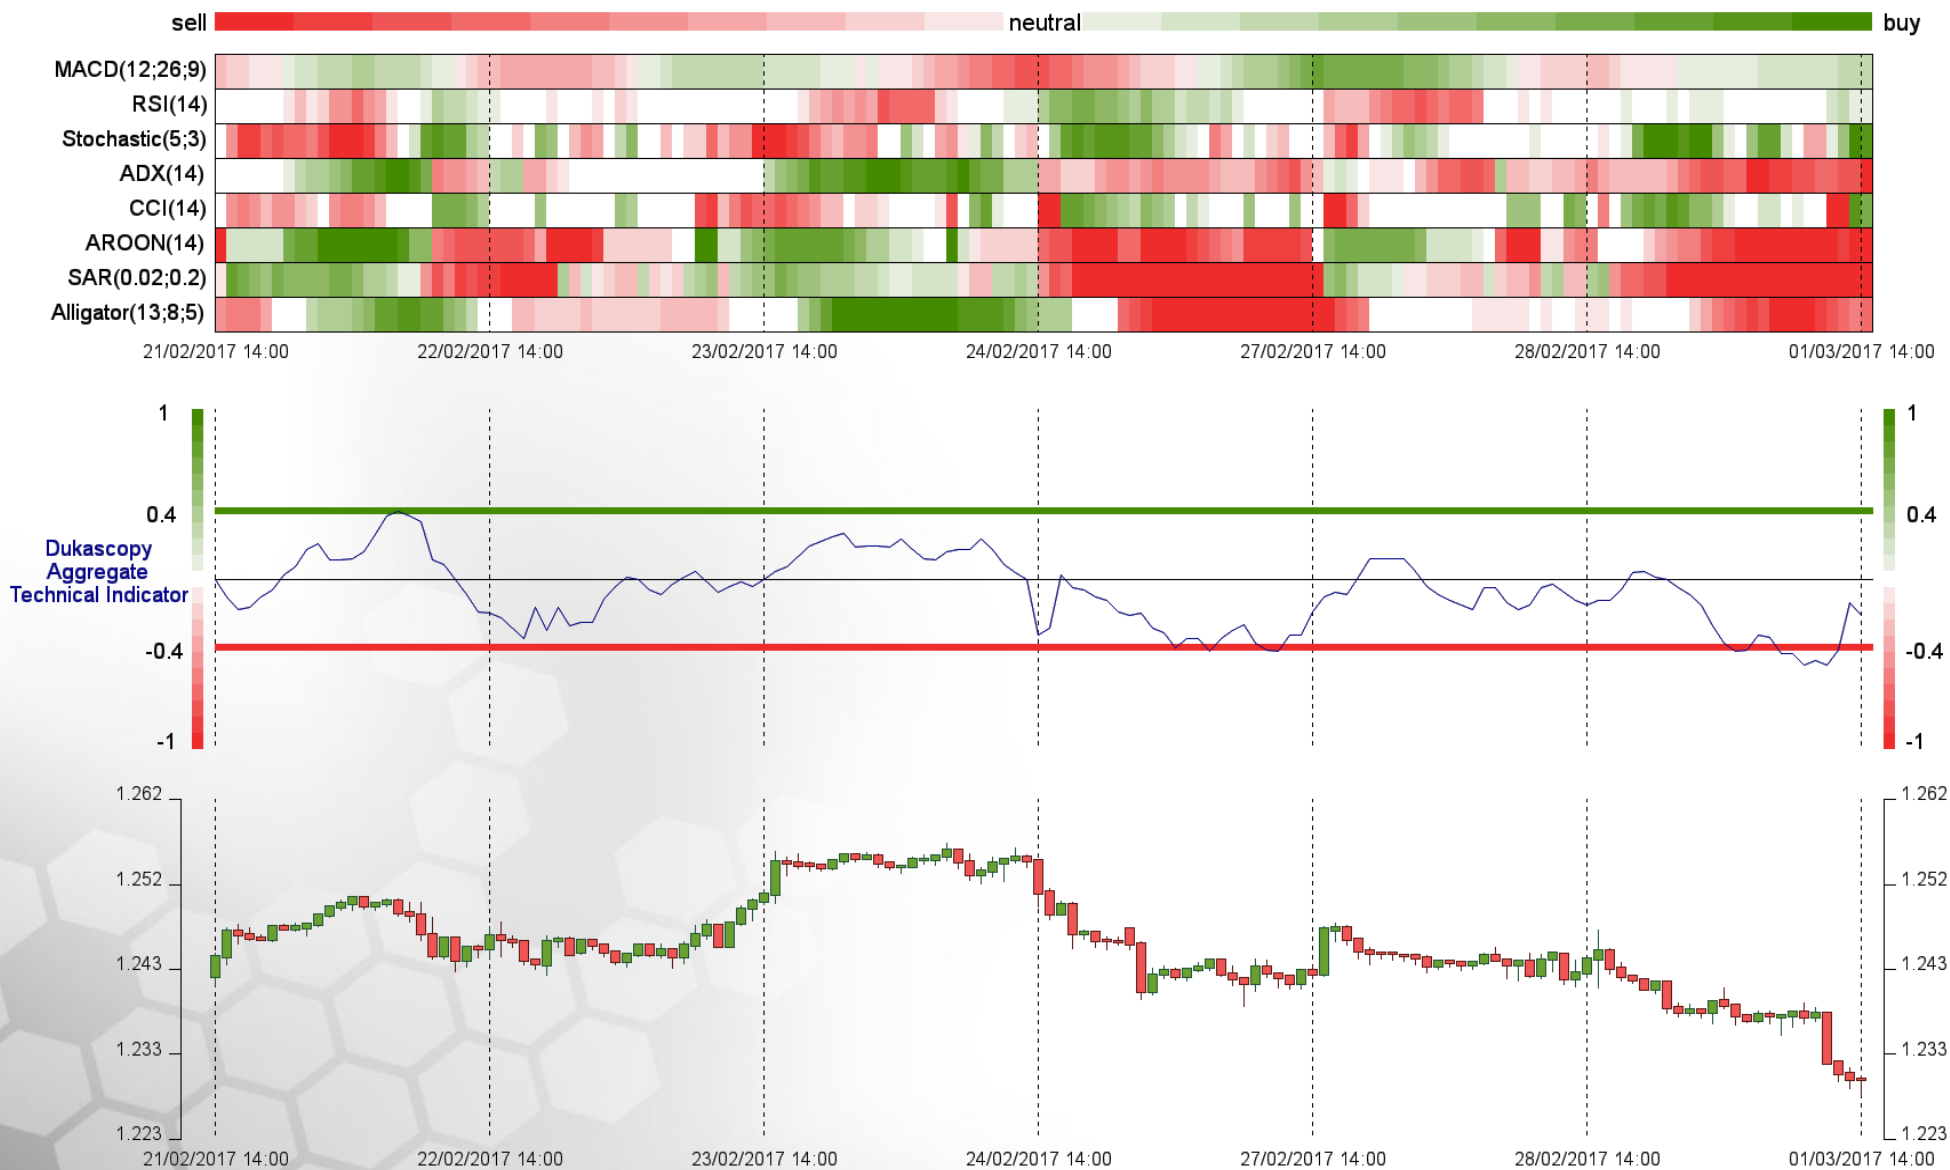 sell neutral buy
MACD(12;26;9)
RSI(14)
Stochastic(5;3)
ADX(14)
CCI(14)
AROON(14)
SAR(0.02;0.2)
Alligator(13;8;5)
21/02/2017 14:00 22/02/2017 14:00 23/02/2017 14:00 24/02/2017 14:00 27/02/2017 14:00 28/02/2017 14:00 01/03/2017 14:00
1 1
0.4 0.4
Dukascopy
Aggregate
Technical Indicator
-0.4 -0.4
-1 -1
1.262 1.262
1.252 1.252
1.243 1.243
1.233 1.233
1.223 1.223
21/02/2017 14:00 22/02/2017 14:00 23/02/2017 14:00 24/02/2017 14:00 27/02/2017 14:00 28/02/2017 14:00 01/03/2017 14:00